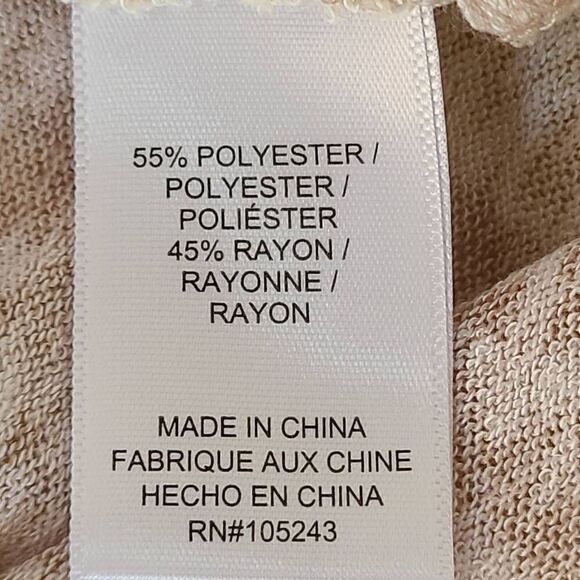 55% POLYESTER /
POLYESTER /
POLIÉSTER
45% RAYON /
RAYONNE /
RAYON
MADE IN CHINA
FABRIQUE AUX CHINE
HECHO EN CHINA
RN#105243